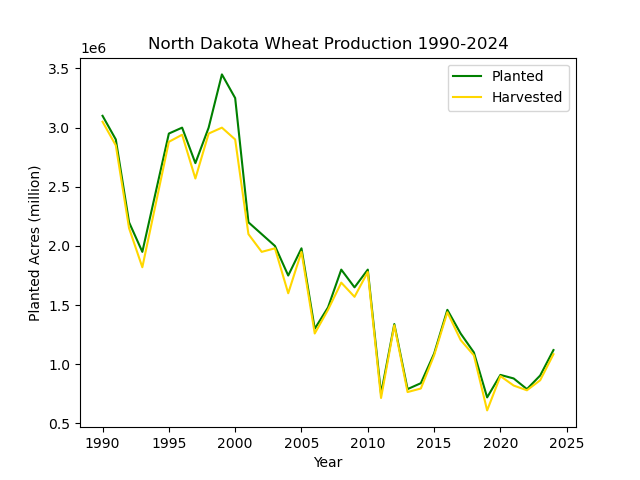 North Dakota Wheat Production 1990-2024
1e6
Planted
Harvested
3.5
3.0
2.5
2.0
1.5
1.0
0.5
Planted Acres (million)
1990 1995 2000 2005 2010 2015 2020 2025
Year